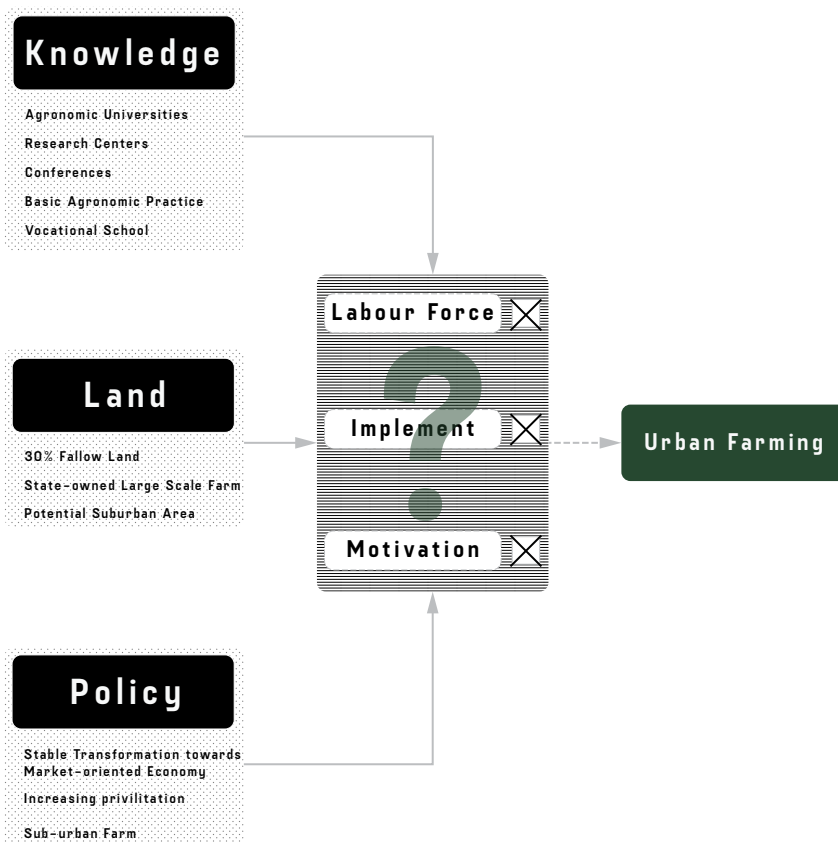 Knowledge
Agronomic Universities
Research Centers
Conferences
Basic Agronomic Practice
Vocational School
Land
30% Fallow Land
State-owned Large Scale Farm
Potential Suburban Area
Policy
Stable Transformation towards
Market-oriented Economy
Increasing privilitation
Sub-urban Farm
Labour Force
?
Implement
Motivation
Urban Farming